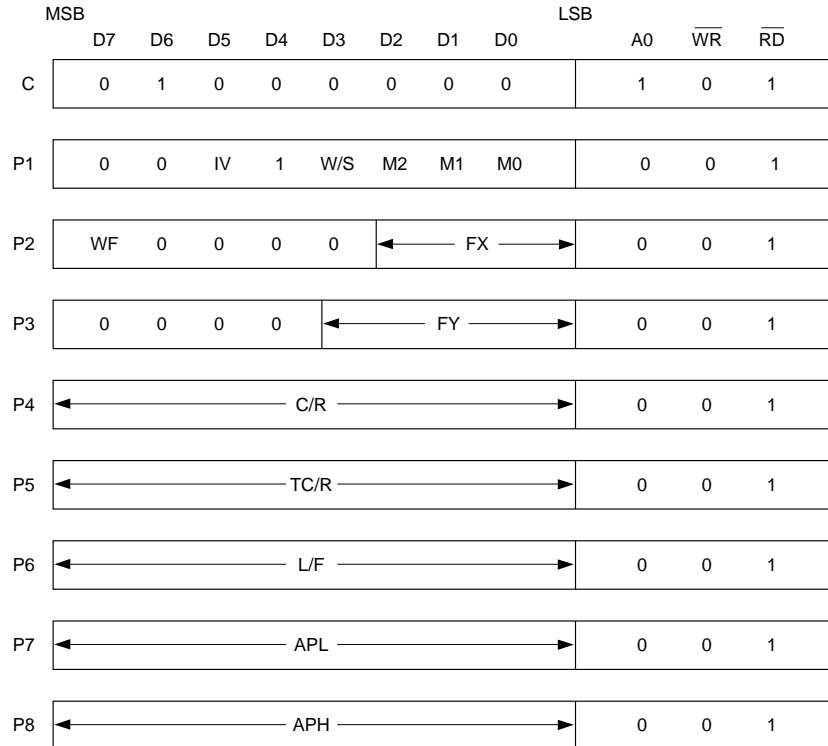 MSB LSB
D7 D6 D5 D4 D3 D2 D1 D0 A0 WR RD
C 0 1 0 0 0 0 0 0 1 0 1
P1 0 0 IV 1 W/S M2 M1 M0 0 0 1
P2 WF 0 0 0 0 FX 0 0 1
P3 0 0 0 0 FY 0 0 1
P4 C/R 0 0 1
P5 TC/R 0 0 1
P6 L/F 0 0 1
P7 APL 0 0 1
P8 APH 0 0 1